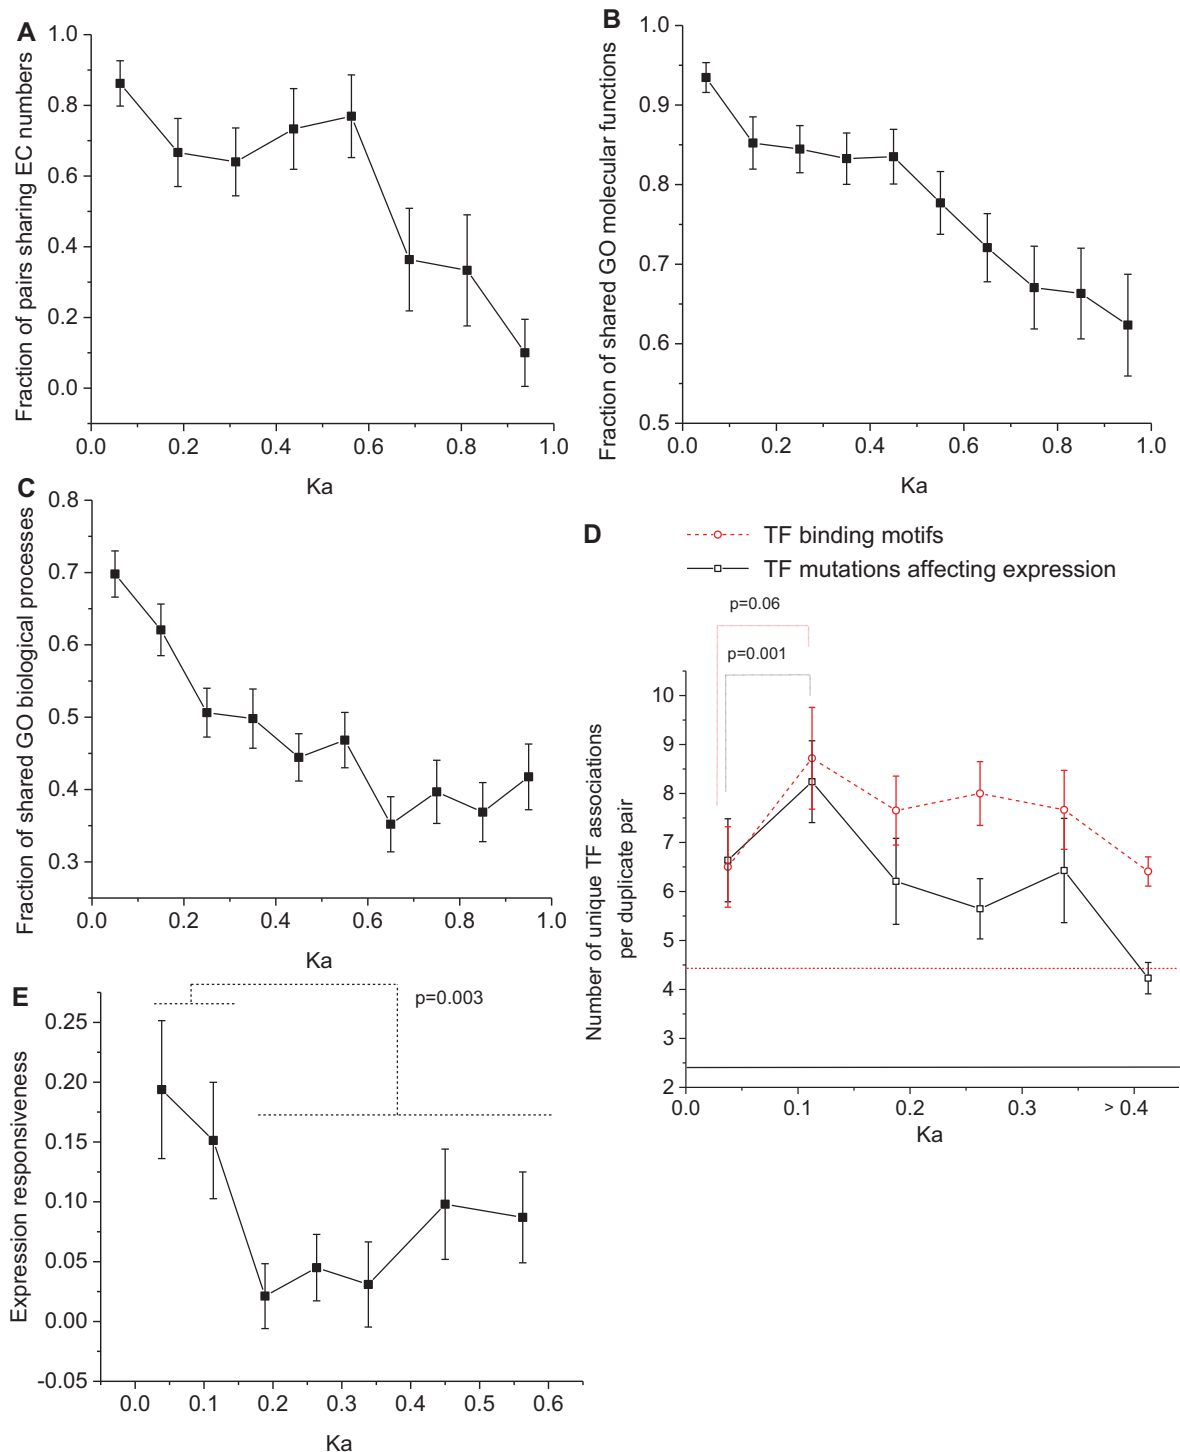 A
Fraction of pairs sharing EC numbers
1.0
0.8
0.6
0.4
0.2
0.0
0.0 0.2 0.4 0.6 0.8 1.0
Ka
B
Fraction of shared GO molecular functions
1.0
0.9
0.8
0.7
0.6
0.5
0.0 0.2 0.4 0.6 0.8 1.0
Ka
C
Fraction of shared GO biological processes
0.8
0.7
0.6
0.5
0.4
0.3
0.0 0.2 0.4 0.6 0.8 1.0
Ka
D
TF binding motifs
TF mutations affecting expression
p=0.06
p=0.001
Number of unique TF associations
per duplicate pair
10
9
8
7
6
5
4
3
2
0.0 0.1 0.2 0.3 > 0.4
Ka
E
p=0.003
Expression responsiveness
0.25
0.20
0.15
0.10
0.05
0.00
-0.05
0.0 0.1 0.2 0.3 0.4 0.5 0.6
Ka